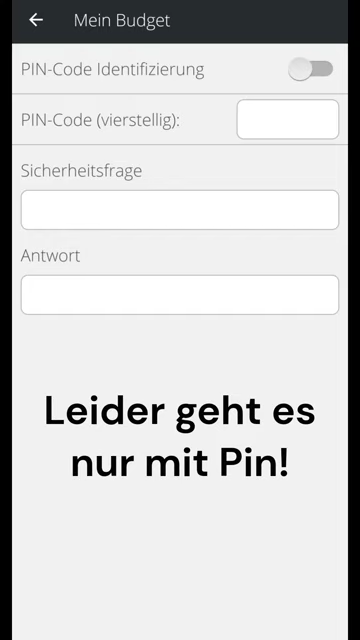 Mein Budget
PIN-Code Identifizierung
PIN-Code (vierstellig):
Sicherheitsfrage
Antwort
Leider geht es
nur mit Pin!